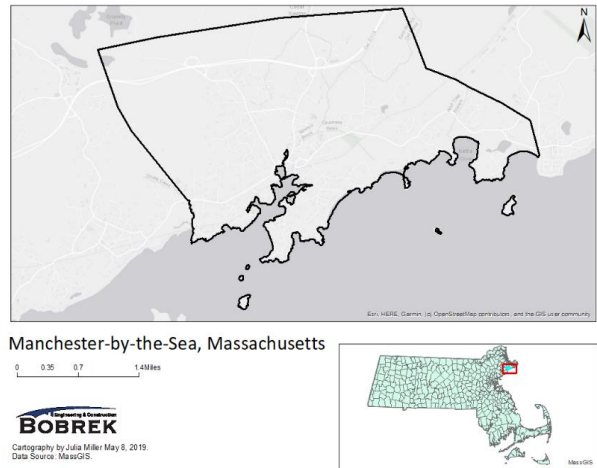 N
Esri, HERE, Garmin, (c) OpenStreetMap contributors, and the GIS user community
Manchester-by-the-Sea, Massachusetts
0 0.35 0.7 1.4 Miles
MassGIS
Engineering & Construction
BOBREK
Cartography by Julia Miller May 8, 2019.
Data Source: MassGIS.